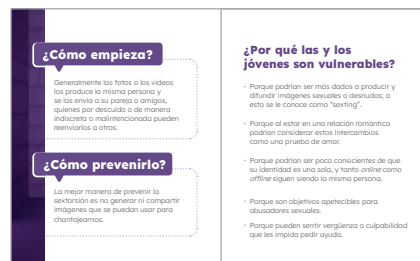 ¿Cómo empieza?
Generalmente las fotos o los videos
los produce la misma persona y
se los envia a su pareja o amigos,
quienes por descuido o de manera
indiscreta o malintencionada pueden
reenviarlos a otros.
¿Cómo prevenirlo?
La mejor manera de prevenir la
sextorsión es no generar ni compartir
imágenes que se puedan usar para
chantajearnos.
¿Por qué las y los
jóvenes son vulnerables?
• Porque podrían ser más dados a producir y
difundir imágenes sexuales o desnudos; a
esto se le conoce como “sexting”.
• Porque al estar en una relación romántica
podrían considerar estos intercambios
como una prueba de amor.
• Porque podrían ser poco conscientes de que
su identidad es una sola, y tanto online como
offline siguen siendo la misma persona.
• Porque son objetivos apetecibles para
abusadores sexuales.
• Porque pueden sentir vergüenza o culpabilidad
que les impida pedir ayuda.